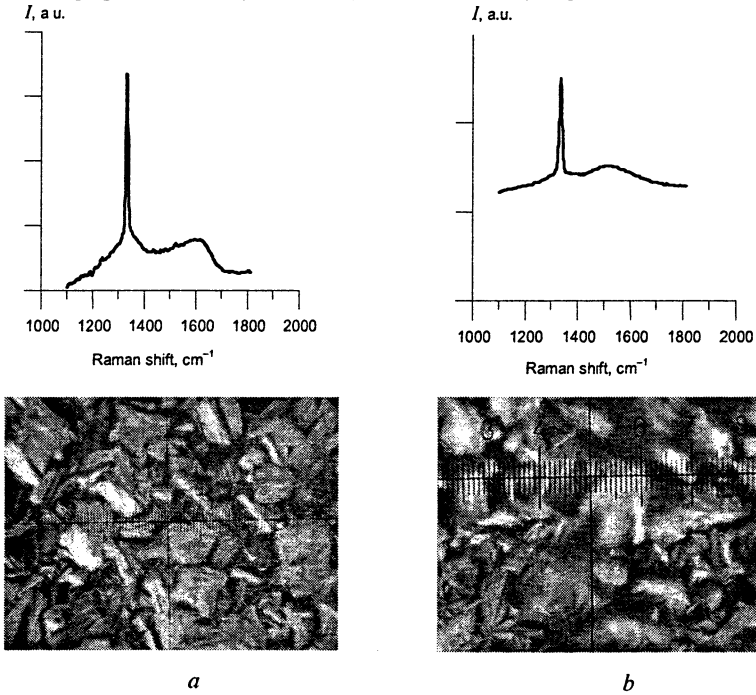 I, a u.
I, a.u.
1000 1200 1400 1600 1800 2000
1000 1200 1400 1600 1800 2000
Raman shift, cm⁻¹
Raman shift, cm⁻¹
a
b